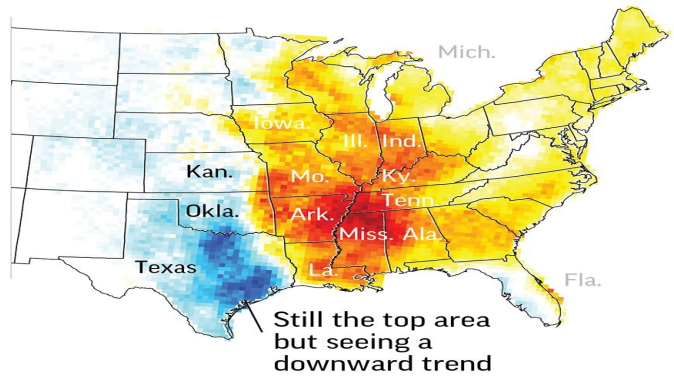 Mich.
Iowa.
Ill. Ind.
Kan. Mo. Ky.
Okla. Ark. Tenn.
Miss. Ala.
Texas La. Fla.
Still the top area
but seeing a
downward trend